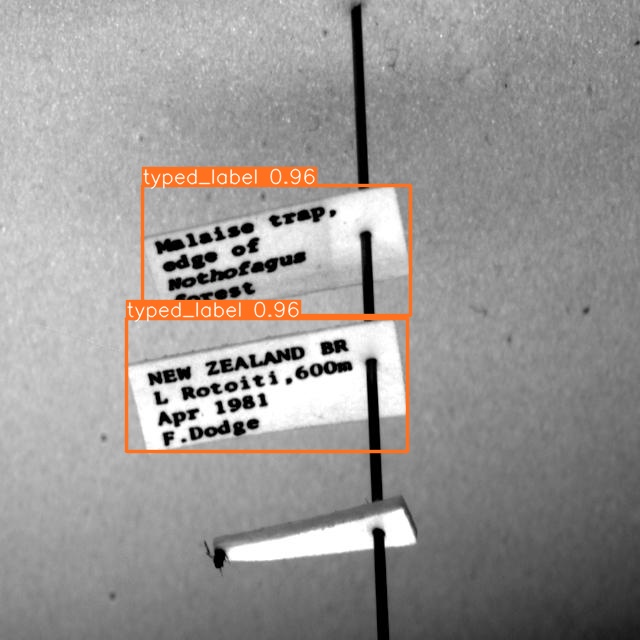 typed_label 0.96
Malaise trap,
edge of
Nothofagus
forest
typed_label 0.96
NEW ZEALAND BR
L Rotoiti,600m
Apr 1981
F.Dodge